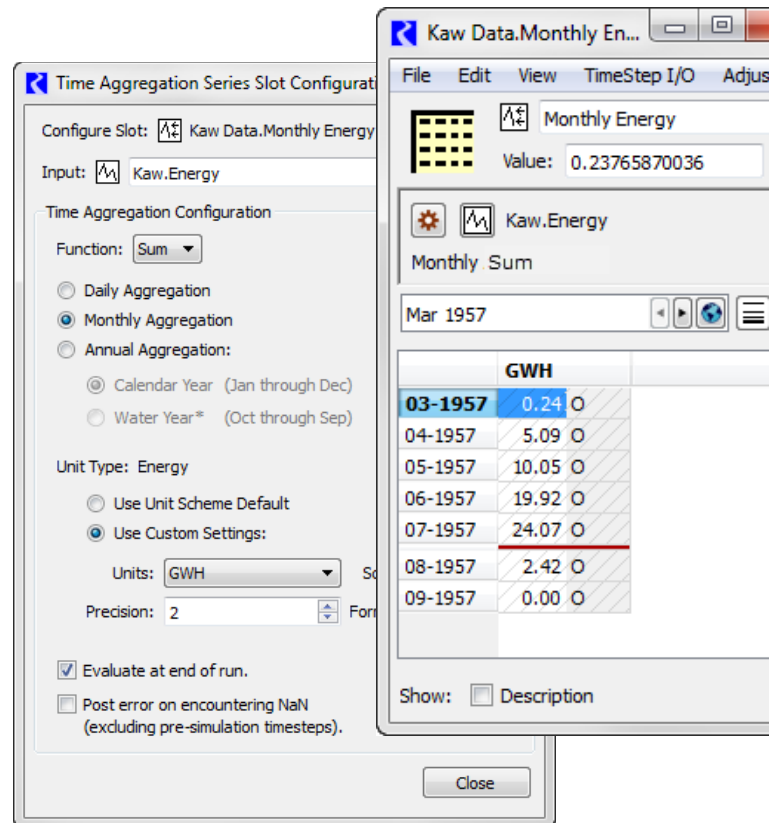 Time Aggregation Series Slot Configurati
Configure Slot: Kaw Data.Monthly Energy
Input: Kaw.Energy
Time Aggregation Configuration
Function: Sum
Daily Aggregation
Monthly Aggregation
Annual Aggregation:
Calendar Year (Jan through Dec)
Water Year* (Oct through Sep)
Unit Type: Energy
Use Unit Scheme Default
Use Custom Settings:
Units: GWH Sc
Precision: 2 Forr
Evaluate at end of run.
Post error on encountering NaN
(excluding pre-simulation timesteps).
Close
Kaw Data.Monthly En...
File Edit View TimeStep I/O Adjus
Monthly Energy
Value: 0.23765870036
Kaw.Energy
Monthly Sum
Mar 1957
GWH
03-1957 0.24 O
04-1957 5.09 O
05-1957 10.05 O
06-1957 19.92 O
07-1957 24.07 O
08-1957 2.42 O
09-1957 0.00 O
Show: Description